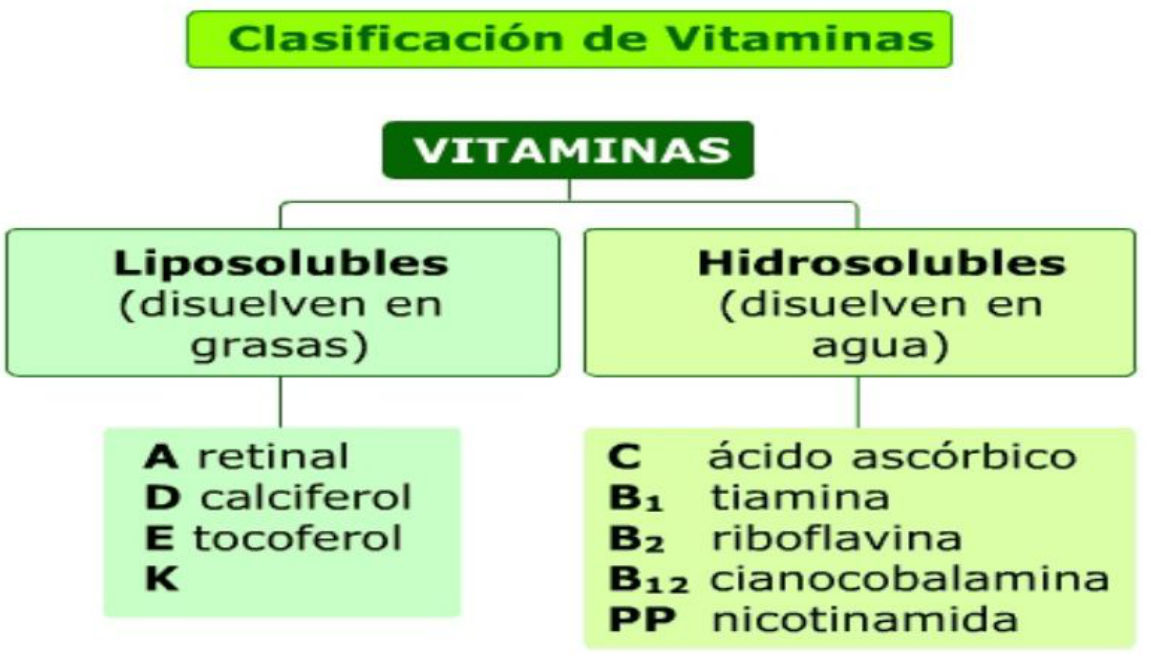 Clasificación de Vitaminas
VITAMINAS
Liposolubles
(disuelven en
grasas)
Hidrosolubles
(disuelven en
agua)
A retinal
D calciferol
E tocoferol
K
C ácido ascórbico
B₁ tiamina
B₂ riboflavina
B₁₂ cianocobalamina
PP nicotinamida